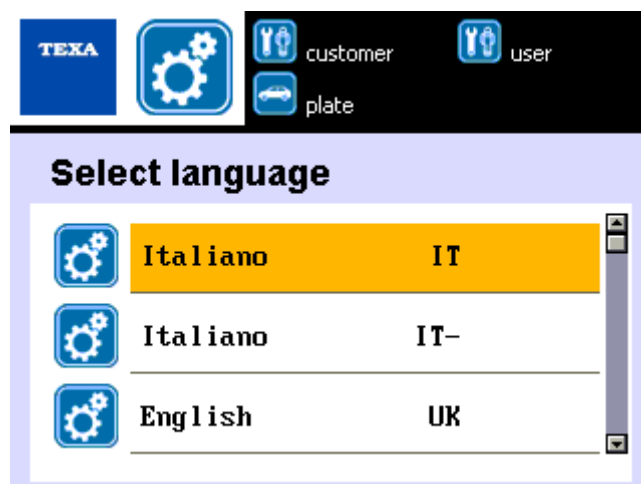 TEXA
customer user
plate
Select language
Italiano IT
Italiano IT-
English UK